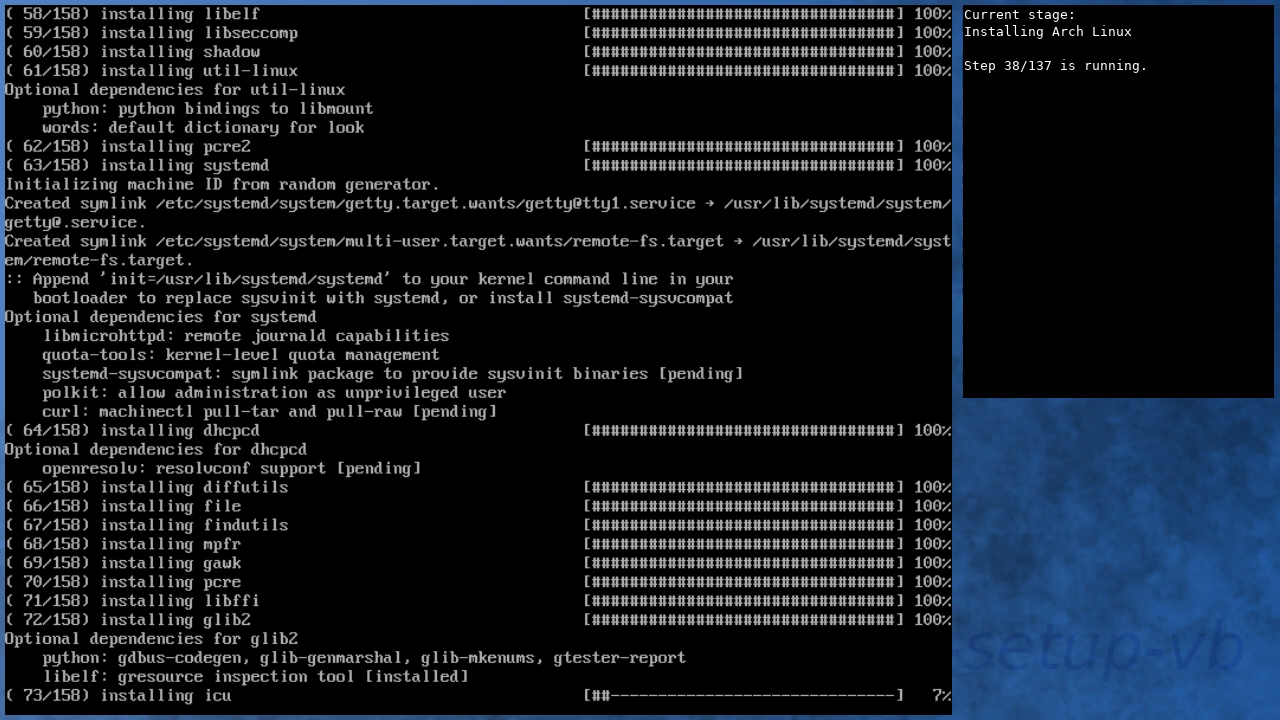 ( 58/158) installing libelf [################################] 100%
( 59/158) installing libseccomp [################################] 100%
( 60/158) installing shadow [################################] 100%
( 61/158) installing util-linux [################################] 100%
Optional dependencies for util-linux
python: python bindings to libmount
words: default dictionary for look
( 62/158) installing pcre2 [################################] 100%
( 63/158) installing systemd [################################] 100%
Initializing machine ID from random generator.
Created symlink /etc/systemd/system/getty.target.wants/getty@tty1.service → /usr/lib/systemd/system/
getty@.service.
Created symlink /etc/systemd/system/multi-user.target.wants/remote-fs.target → /usr/lib/systemd/syst
em/remote-fs.target.
:: Append 'init=/usr/lib/systemd/systemd' to your kernel command line in your
bootloader to replace sysvinit with systemd, or install systemd-sysvcompat
Optional dependencies for systemd
libmicrohttpd: remote journald capabilities
quota-tools: kernel-level quota management
systemd-sysvcompat: symlink package to provide sysvinit binaries [pending]
polkit: allow administration as unprivileged user
curl: machinectl pull-tar and pull-raw [pending]
( 64/158) installing dhcpcd [################################] 100%
Optional dependencies for dhcpcd
openresolv: resolvconf support [pending]
( 65/158) installing diffutils [################################] 100%
( 66/158) installing file [################################] 100%
( 67/158) installing findutils [################################] 100%
( 68/158) installing mpfr [################################] 100%
( 69/158) installing gawk [################################] 100%
( 70/158) installing pcre [################################] 100%
( 71/158) installing libffi [################################] 100%
( 72/158) installing glib2 [################################] 100%
Optional dependencies for glib2
python: gdbus-codegen, glib-genmarshal, glib-mkenums, gtester-report
libelf: gresource inspection tool [installed]
( 73/158) installing icu [##------------------------------] 7%
Current stage:
Installing Arch Linux
Step 38/137 is running.
-setup-vb